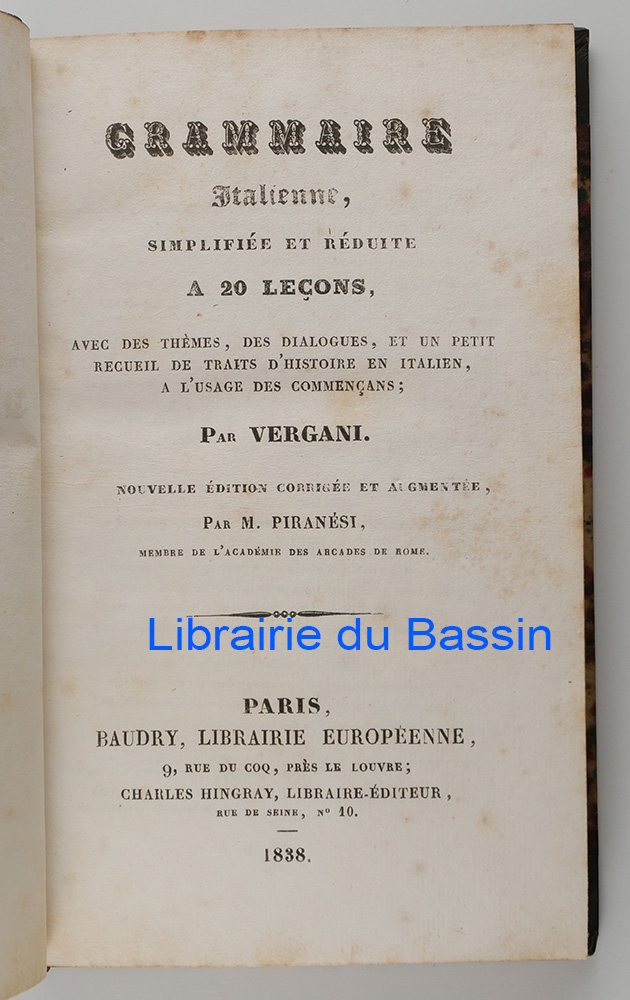 GRAMMAIRE
Italienne,
SIMPLIFIÉE ET RÉDUITE
A 20 LEÇONS,
AVEC DES THÈMES, DES DIALOGUES, ET UN PETIT
RECUEIL DE TRAITS D'HISTOIRE EN ITALIEN,
A L'USAGE DES COMMENÇANS;
PAR VERGANI.
NOUVELLE ÉDITION CORRIGÉE ET AUGMENTÉE,
PAR M. PIRANÉSI,
MEMBRE DE L'ACADÉMIE DES ARCADES DE ROME.
Librairie du Bassin
PARIS,
BAUDRY, LIBRAIRIE EUROPÉENNE,
9, RUE DU COQ, PRÈS LE LOUVRE;
CHARLES HINGRAY, LIBRAIRE-ÉDITEUR,
RUE DE SEINE, Nº 10.
1838.